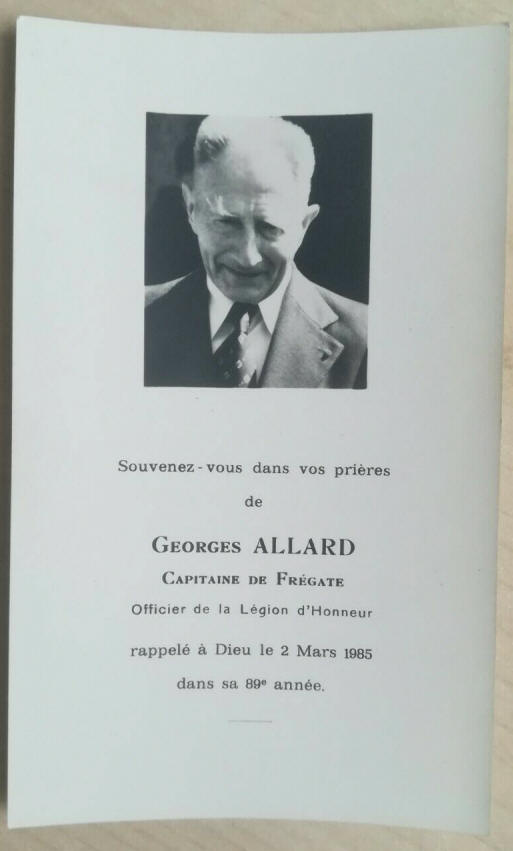 Souvenez-vous dans vos prières
de
GEORGES ALLARD
CAPITAINE DE FRÉGATE
Officier de la Légion d'Honneur
rappelé à Dieu le 2 Mars 1985
dans sa 89e année.